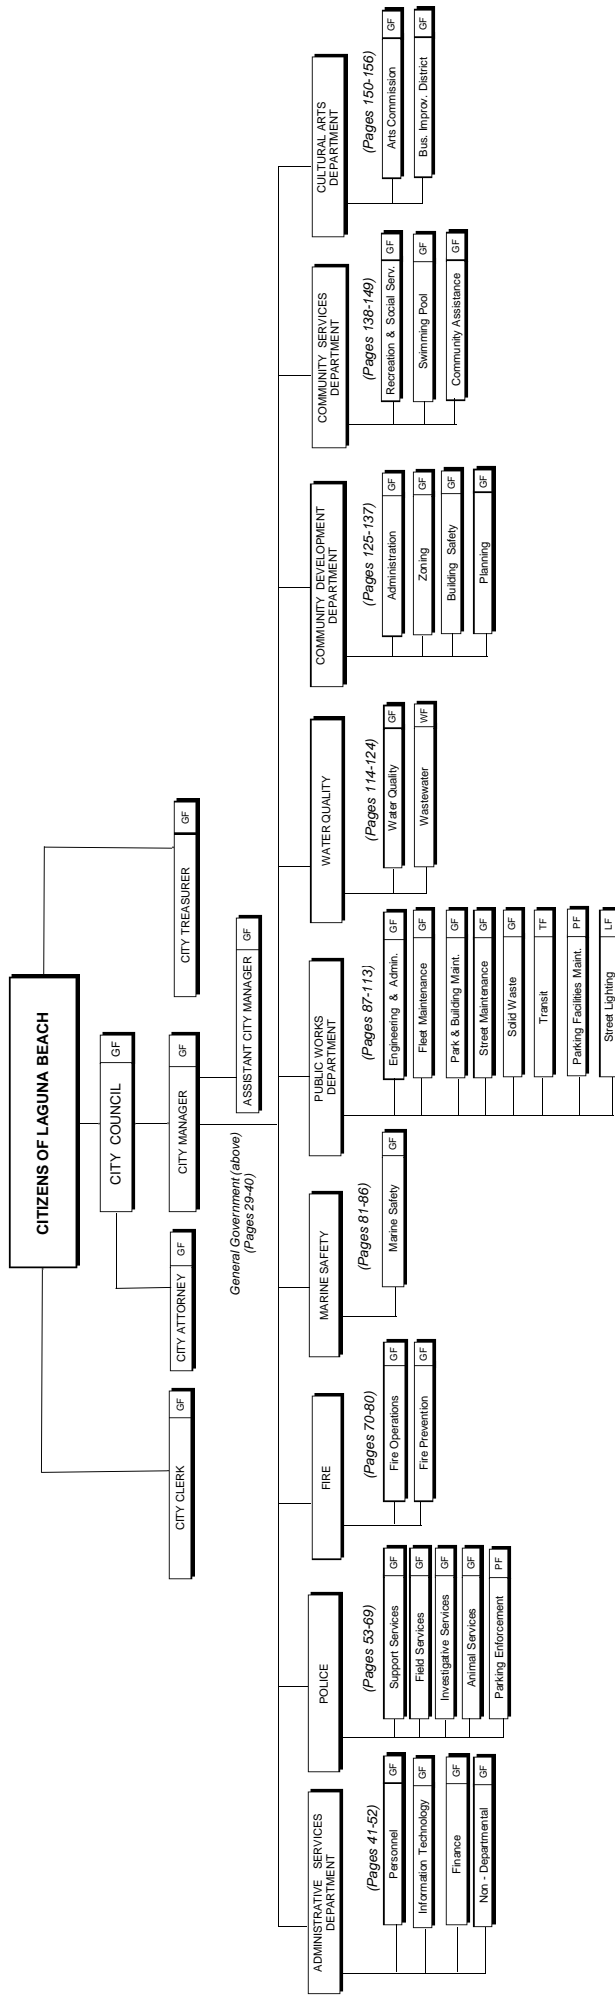 CITIZENS OF LAGUNA BEACH
CITY CLERK GF
CITY ATTORNEY GF
CITY COUNCIL GF
CITY MANAGER GF
CITY TREASURER GF
ASSISTANT CITY MANAGER GF
General Government (above)
(Pages 29-40)
ADMINISTRATIVE SERVICES
DEPARTMENT
(Pages 41-52)
Personnel GF
Information Technology GF
Finance GF
Non - Departmental GF
POLICE
(Pages 53-69)
Support Services GF
Field Services GF
Investigative Services GF
Animal Services GF
Parking Enforcement PF
FIRE
(Pages 70-80)
Fire Operations GF
Fire Prevention GF
MARINE SAFETY
(Pages 81-86)
Marine Safety GF
PUBLIC WORKS
DEPARTMENT
(Pages 87-113)
Engineering & Admin. GF
Fleet Maintenance GF
Park & Building Maint. GF
Street Maintenance GF
Solid Waste GF
Transit TF
Parking Facilities Maint. PF
Street Lighting LF
WATER QUALITY
(Pages 114-124)
Water Quality GF
Wastewater WF
COMMUNITY DEVELOPMENT
DEPARTMENT
(Pages 125-137)
Administration GF
Zoning GF
Building Safety GF
Planning GF
COMMUNITY SERVICES
DEPARTMENT
(Pages 138-149)
Recreation & Social Serv. GF
Swimming Pool GF
Community Assistance GF
CULTURAL ARTS
DEPARTMENT
(Pages 150-156)
Arts Commission GF
Bus. Improv. District GF